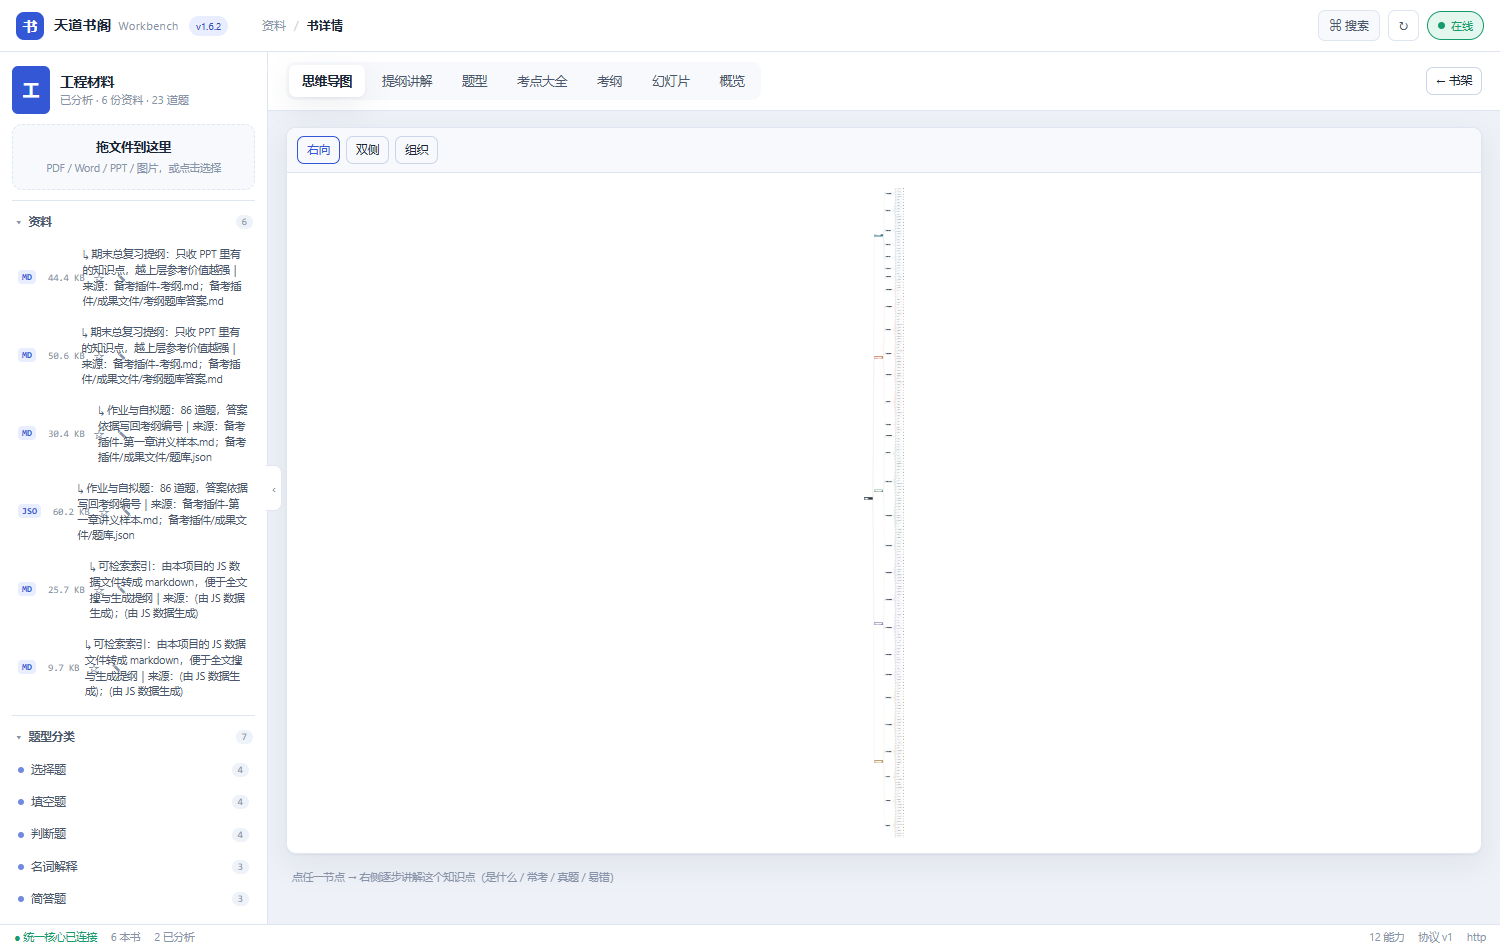 书 天道书阁 Workbench v1.6.2 资料 / 书详情 ⌘ 搜索 ↻ 在线
工 工程材料
已分析 · 6 份资料 · 23 道题
思维导图 提纲讲解 题型 考点大全 考纲 幻灯片 概览 ← 书架
拖文件到这里
PDF / Word / PPT / 图片，或点击选择
右向 双侧 组织
资料 6
MD 44.4 KB
↳ 期末总复习提纲：只收 PPT 里有
的知识点，越上层参考价值越强 |
来源：备考插件-考纲.md；备考插
件/成果文件/考纲题库答案.md
MD 50.6 KB
↳ 期末总复习提纲：只收 PPT 里有
的知识点，越上层参考价值越强 |
来源：备考插件-考纲.md；备考插
件/成果文件/考纲题库答案.md
MD 30.4 KB
↳ 作业与自拟题：86 道题，答案
依据写回考纲编号 | 来源：备考
插件-第一章讲义样本.md；备考
插件/成果文件/题库.json
JSO 60.2 KB
↳ 作业与自拟题：86 道题，答案依据
写回考纲编号 | 来源：备考插件-第
一章讲义样本.md；备考插件/成果文
件/题库.json
MD 25.7 KB
↳ 可检索索引：由本项目的 JS 数
据文件转成 markdown，便于全文
搜与生成提纲 | 来源：(由 JS 数据
生成)；(由 JS 数据生成)
MD 9.7 KB
↳ 可检索索引：由本项目的 JS 数据
文件转成 markdown，便于全文搜
与生成提纲 | 来源：(由 JS 数据生
成)；(由 JS 数据生成)
题型分类 7
选择题 4
填空题 4
判断题 4
名词解释 3
简答题 3
点任一节点 → 右侧逐步讲解这个知识点（是什么 / 常考 / 真题 / 易错）
统一核心已连接 6 本书 2 已分析 12 能力 协议 v1 http